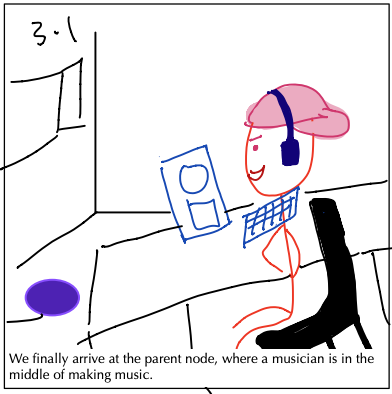 3.1
We finally arrive at the parent node, where a musician is in the
middle of making music.